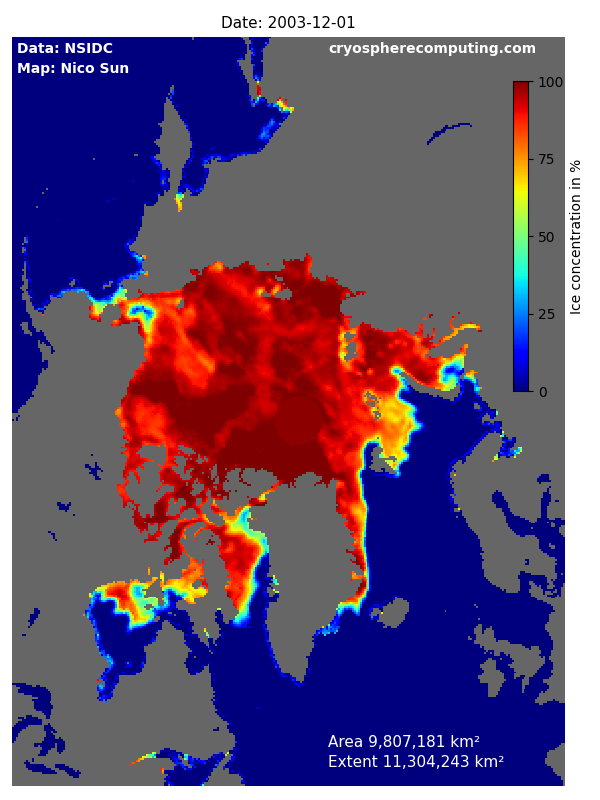 Date: 2003-12-01
Data: NSIDC
Map: Nico Sun
cryospherecomputing.com
100
75
50
25
0
Ice concentration in %
Area 9,807,181 km²
Extent 11,304,243 km²